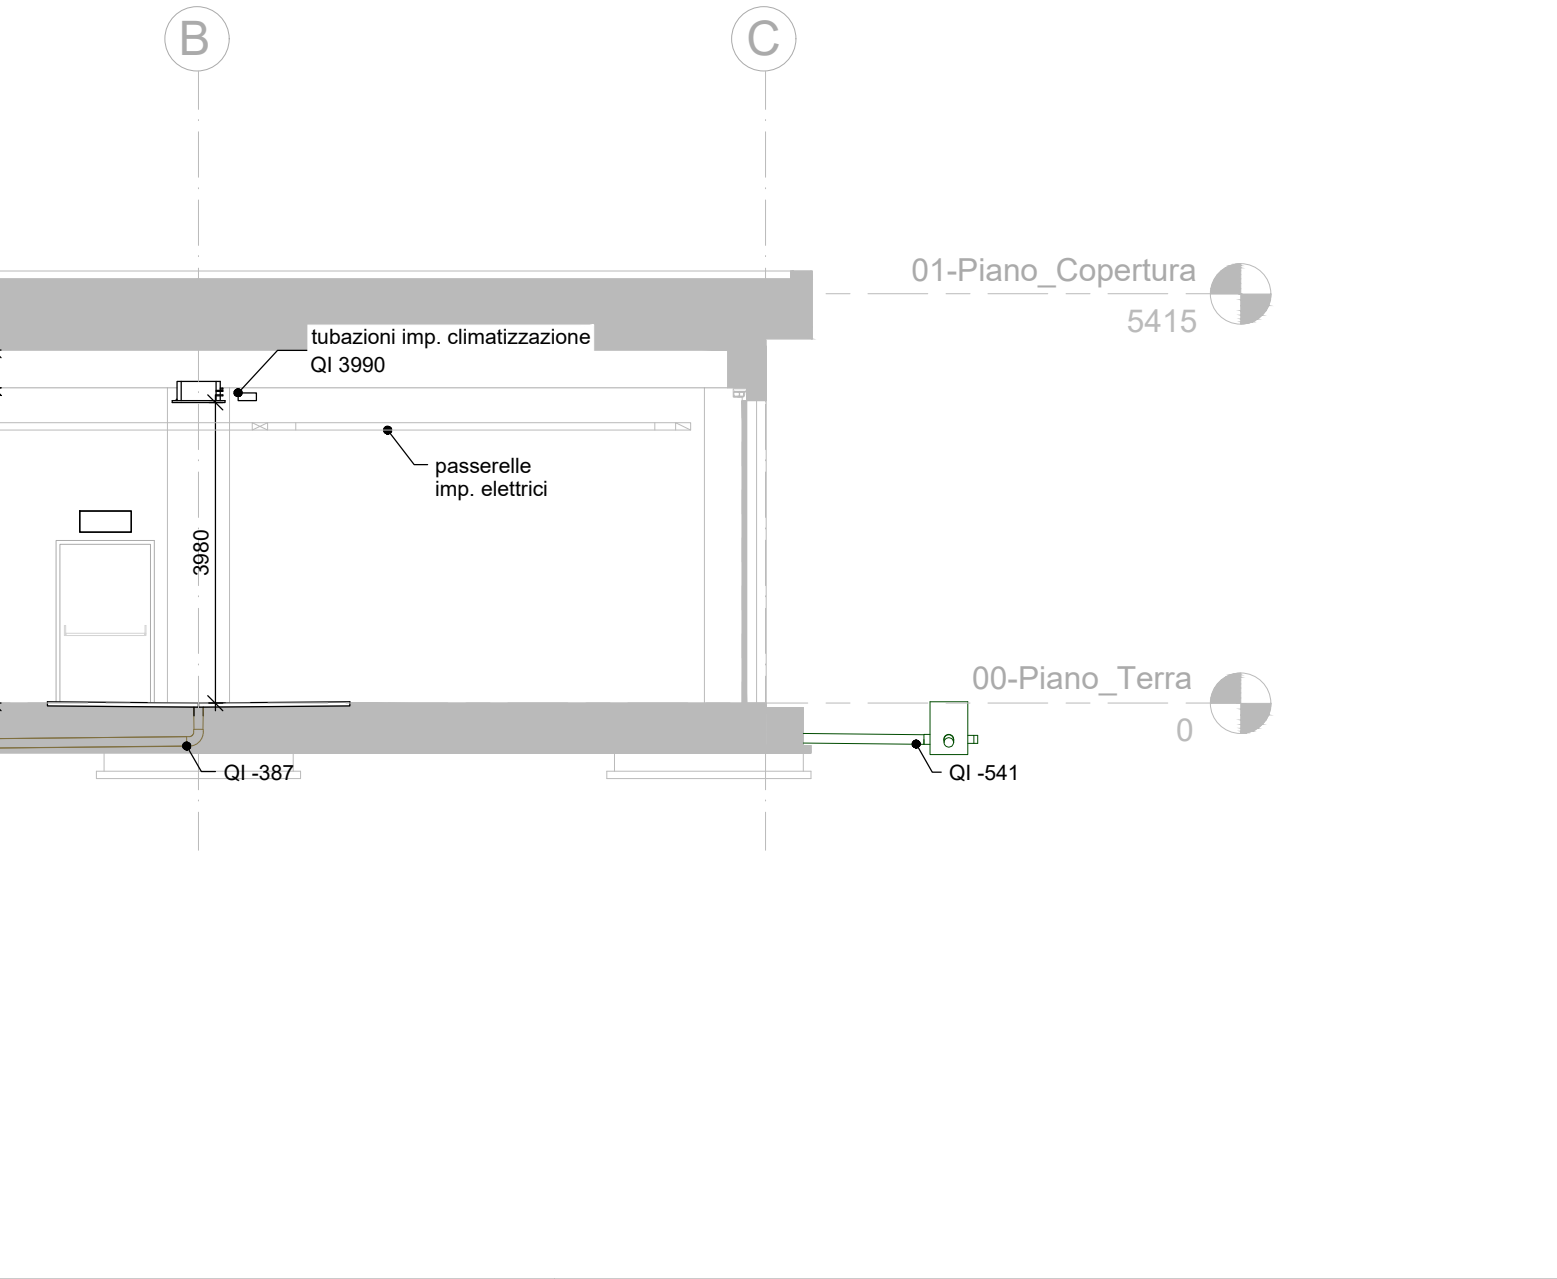 B
C
01-Piano_Copertura
5415
tubazioni imp. climatizzazione
QI 3990
passerelle
imp. elettrici
3980
00-Piano_Terra
0
QI -387
QI -541